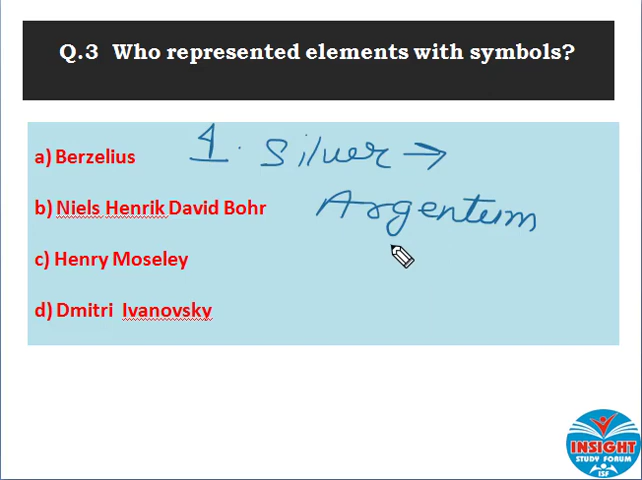 Q.3 Who represented elements with symbols?
a) Berzelius
1. Silver →
b) Niels Henrik David Bohr
Argentum
c) Henry Moseley
d) Dmitri Ivanovsky
INSIGHT
STUDY FORUM
ISF